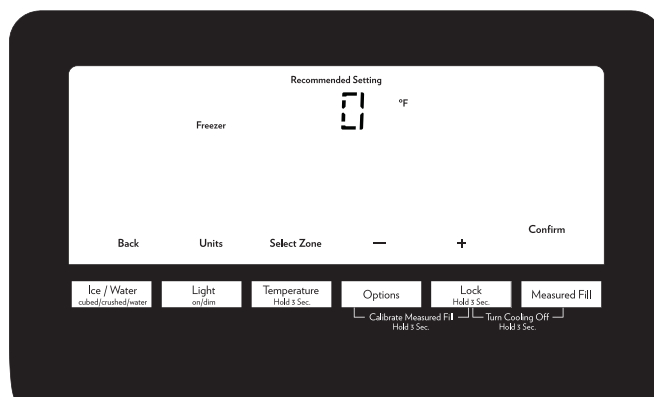 Recommended Setting
Freezer 0 °F
Back Units Select Zone — + Confirm
Ice / Water Light Temperature Options Lock Measured Fill
cubed/crushed/water on/dim Hold 3 Sec. Hold 3 Sec.
Calibrate Measured Fill Turn Cooling Off
Hold 3 Sec. Hold 3 Sec.